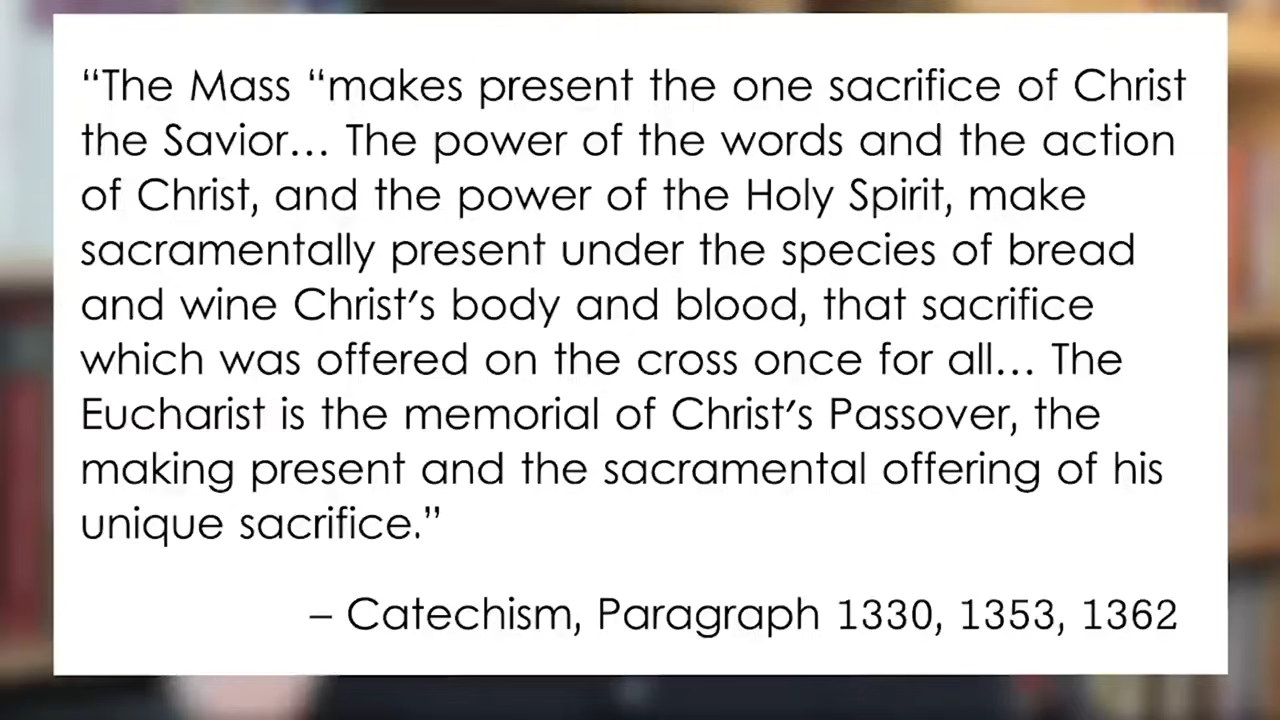 “The Mass “makes present the one sacrifice of Christ
the Savior... The power of the words and the action
of Christ, and the power of the Holy Spirit, make
sacramentally present under the species of bread
and wine Christ’s body and blood, that sacrifice
which was offered on the cross once for all... The
Eucharist is the memorial of Christ’s Passover, the
making present and the sacramental offering of his
unique sacrifice.”
– Catechism, Paragraph 1330, 1353, 1362